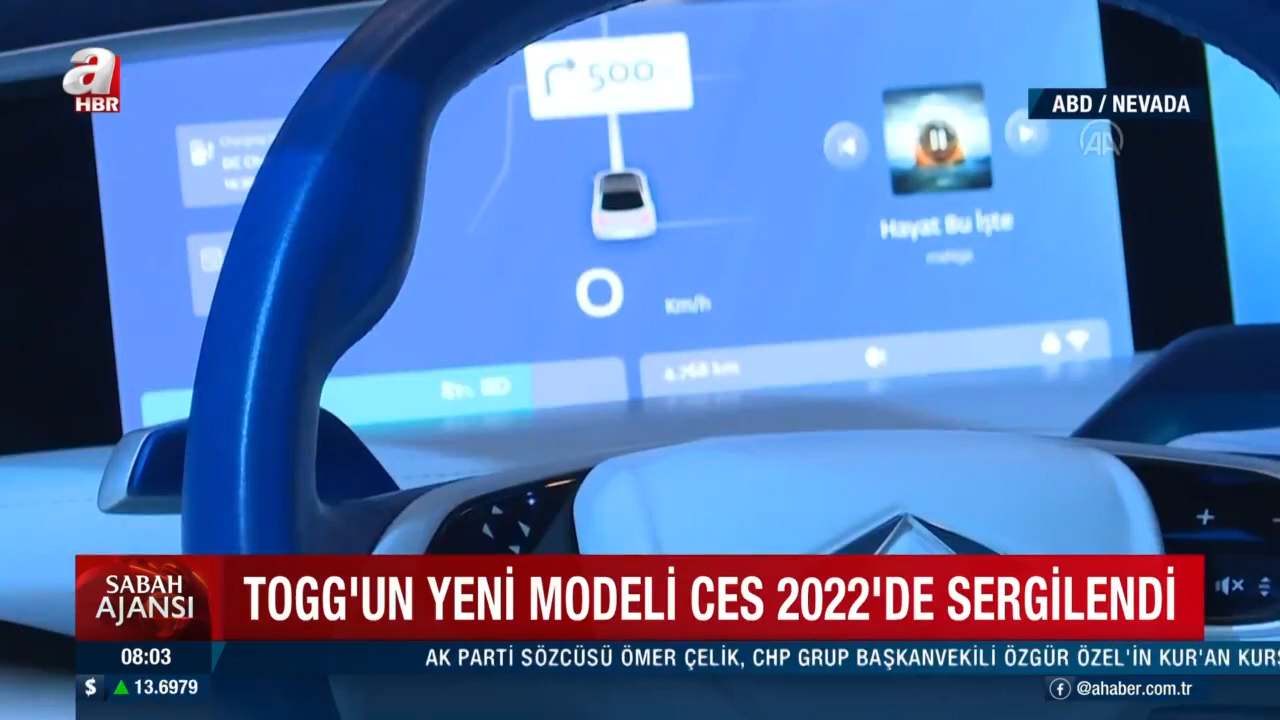 a
HBR
ABD / NEVADA
AA
500
Hayat Bu İşte
0
Km/h
SABAH
AJANSI
TOGG'UN YENİ MODELİ CES 2022'DE SERGİLENDİ
08:03
AK PARTİ SÖZCÜSÜ ÖMER ÇELİK, CHP GRUP BAŞKANVEKİLİ ÖZGÜR ÖZEL'İN KUR'AN KURS
$ ▲ 13.6979
@ahaber.com.tr